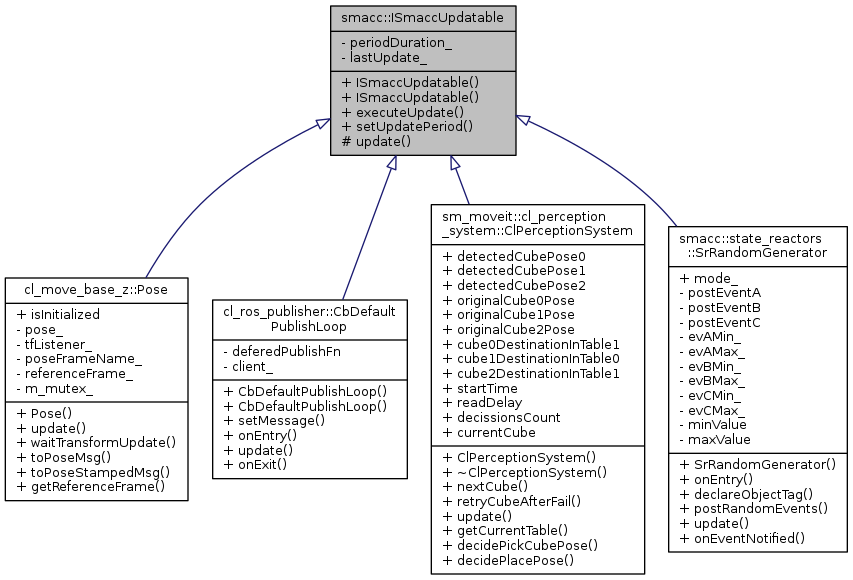 smacc::ISmaccUpdatable
- periodDuration_
- lastUpdate_
+ ISmaccUpdatable()
+ ISmaccUpdatable()
+ executeUpdate()
+ setUpdatePeriod()
# update()
cl_move_base_z::Pose
+ isInitialized
- pose_
- tfListener_
- poseFrameName_
- referenceFrame_
- m_mutex_
+ Pose()
+ update()
+ waitTransformUpdate()
+ toPoseMsg()
+ toPoseStampedMsg()
+ getReferenceFrame()
cl_ros_publisher::CbDefault
PublishLoop
- deferedPublishFn
- client_
+ CbDefaultPublishLoop()
+ CbDefaultPublishLoop()
+ setMessage()
+ onEntry()
+ update()
+ onExit()
sm_moveit::cl_perception
_system::ClPerceptionSystem
+ detectedCubePose0
+ detectedCubePose1
+ detectedCubePose2
+ originalCube0Pose
+ originalCube1Pose
+ originalCube2Pose
+ cube0DestinationInTable1
+ cube1DestinationInTable0
+ cube2DestinationInTable1
+ startTime
+ readDelay
+ decissionsCount
+ currentCube
+ ClPerceptionSystem()
+ ~ClPerceptionSystem()
+ nextCube()
+ retryCubeAfterFail()
+ update()
+ getCurrentTable()
+ decidePickCubePose()
+ decidePlacePose()
smacc::state_reactors
::SrRandomGenerator
+ mode_
- postEventA
- postEventB
- postEventC
- evAMin_
- evAMax_
- evBMin_
- evBMax_
- evCMin_
- evCMax_
- minValue
- maxValue
+ SrRandomGenerator()
+ onEntry()
+ declareObjectTag()
+ postRandomEvents()
+ update()
+ onEventNotified()